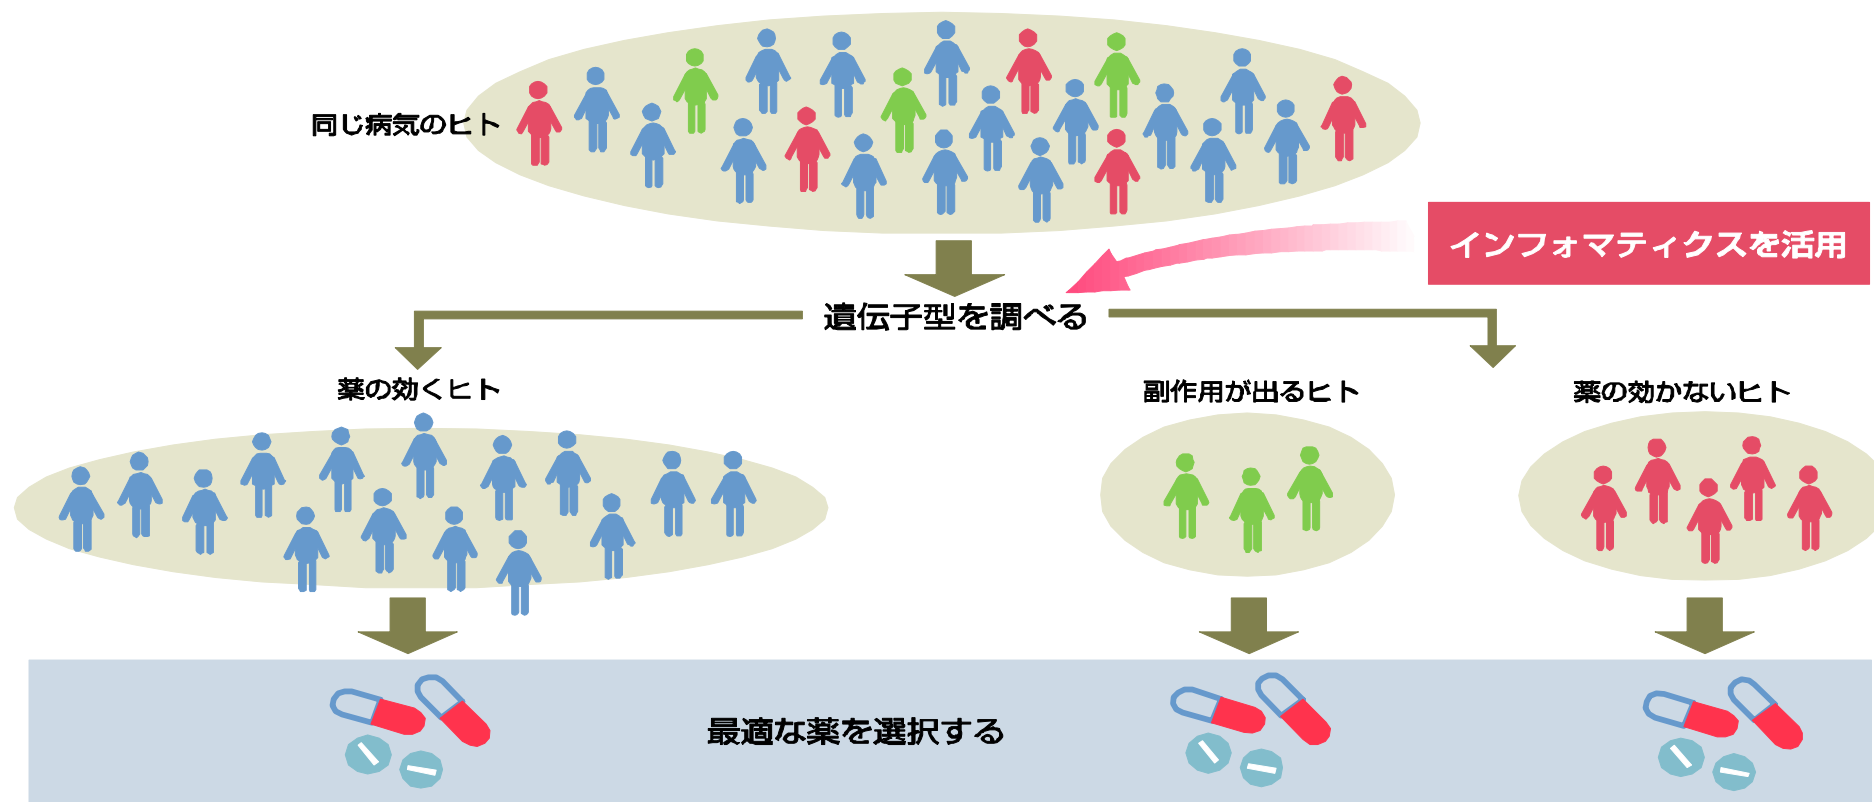 同じ病気のヒト
インフォマティクスを活用
遺伝子型を調べる
薬の効くヒト
副作用が出るヒト
薬の効かないヒト
最適な薬を選択する